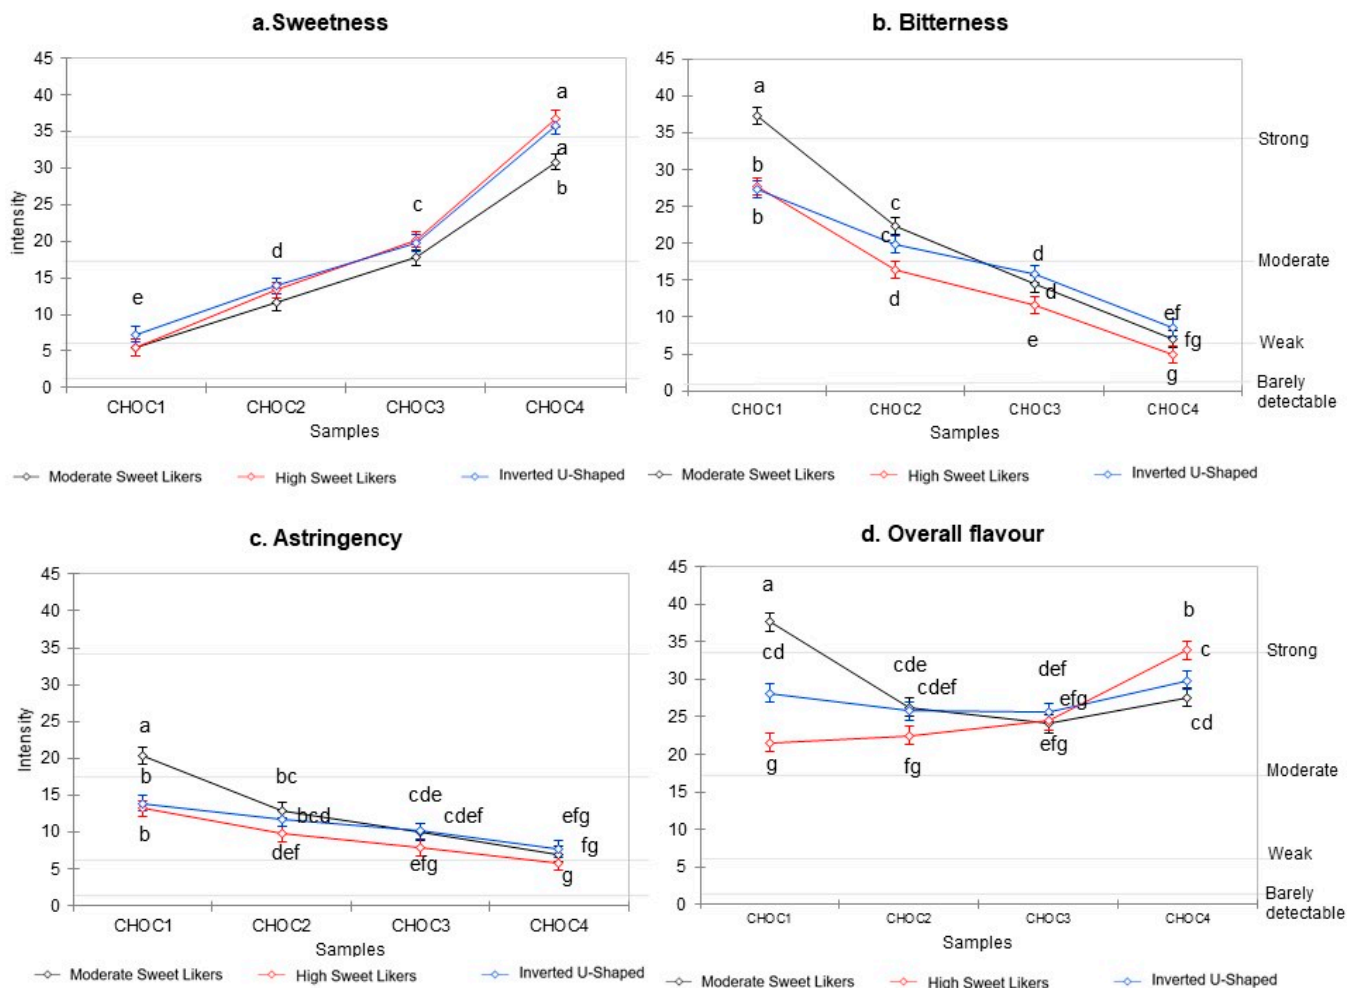 a.Sweetness
45
40
35
30
25
20
15
10
5
0
intensity
a
a
b
c
d
e
CHOC1 CHOC2 CHOC3 CHOC4
Samples
Moderate Sweet Likers High Sweet Likers Inverted U-Shaped
b. Bitterness
45
40
35
30
25
20
15
10
5
0
a
b
b
c
c
d
d
d
e
ef
fg
g
Strong
Moderate
Weak
Barely
detectable
CHOC1 CHOC2 CHOC3 CHOC4
Samples
Moderate Sweet Likers High Sweet Likers Inverted U-Shaped
c. Astringency
45
40
35
30
25
20
15
10
5
0
Intensity
a
b
b
bc
bcd
def
cde
cdef
efg
efg
fg
g
CHOC1 CHOC2 CHOC3 CHOC4
Samples
Moderate Sweet Likers High Sweet Likers Inverted U-Shaped
d. Overall flavour
45
40
35
30
25
20
15
10
5
0
a
cd
g
cde
cdef
fg
def
efg
efg
b
c
cd
Strong
Moderate
Weak
Barely
detectable
CHOC1 CHOC2 CHOC3 CHOC4
Samples
Moderate Sweet Likers High Sweet Likers Inverted U-Shaped